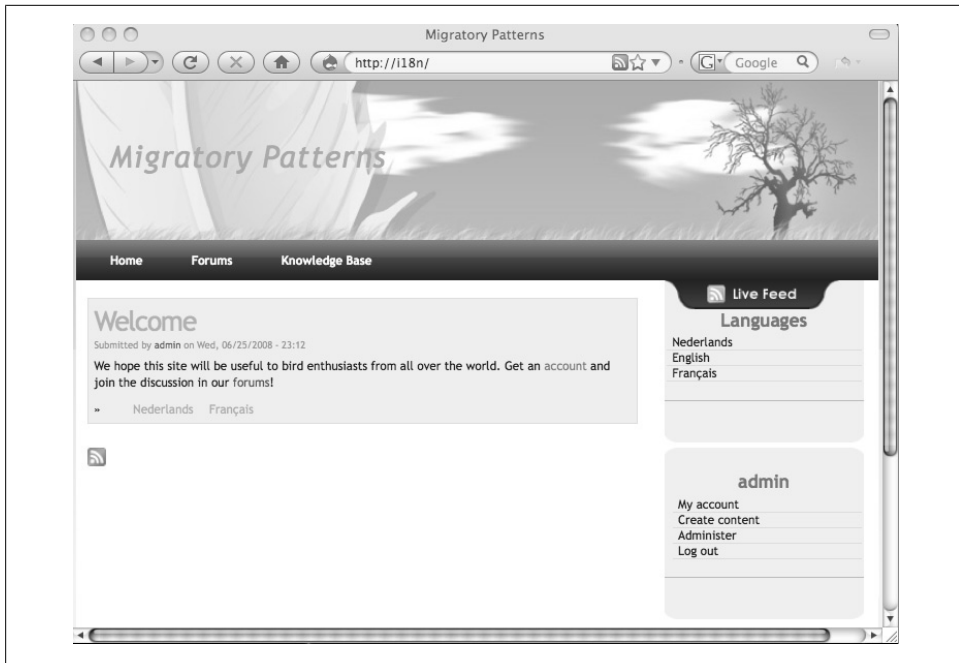 Migratory Patterns
http://i18n/
G Google
Migratory Patterns
Home Forums Knowledge Base
Live Feed
Welcome
Submitted by admin on Wed, 06/25/2008 - 23:12
We hope this site will be useful to bird enthusiasts from all over the world. Get an account and
join the discussion in our forums!
» Nederlands Français
Languages
Nederlands
English
Français
admin
My account
Create content
Administer
Log out